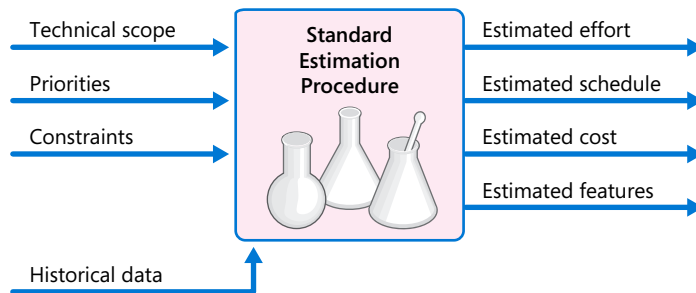 Technical scope
Priorities
Constraints
Historical data
Standard
Estimation
Procedure
Estimated effort
Estimated schedule
Estimated cost
Estimated features